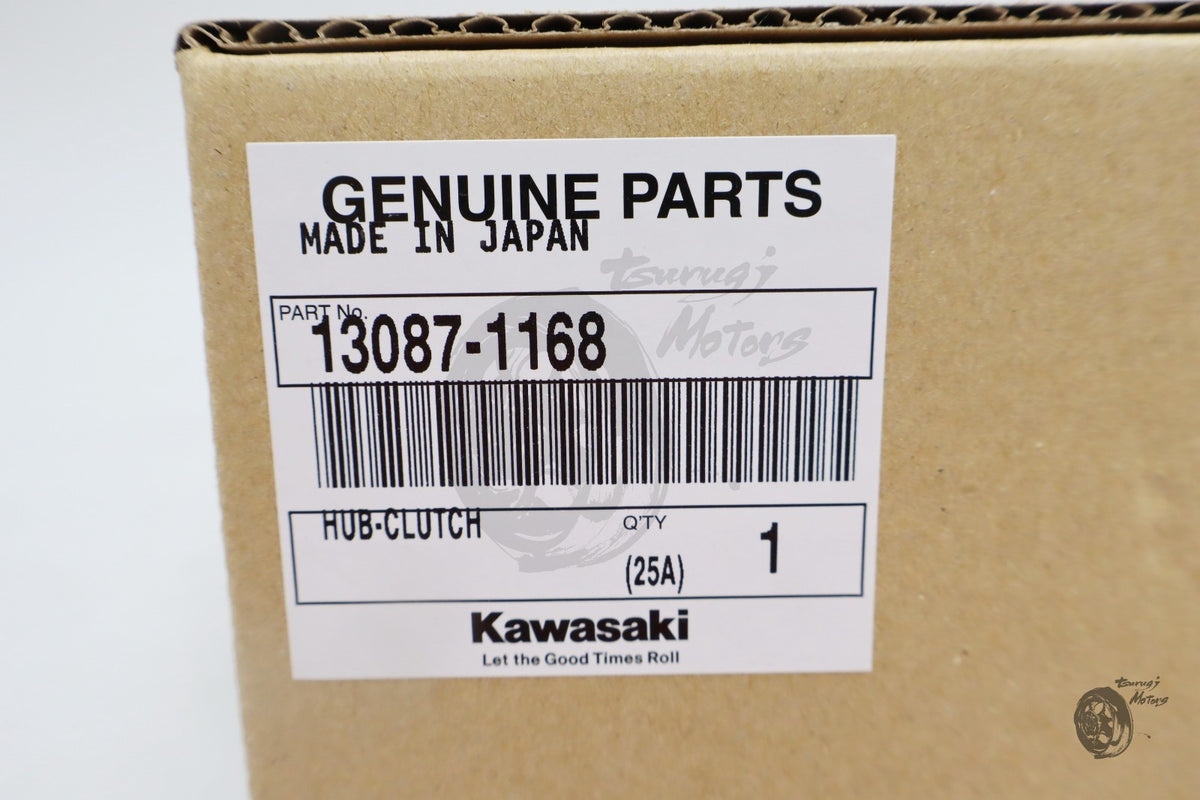 GENUINE PARTS
MADE IN JAPAN
tsurugi
Motors
PART No.
13087-1168
HUB-CLUTCH
Q'TY
(25A)
1
Kawasaki
Let the Good Times Roll
tsurugi
Motors